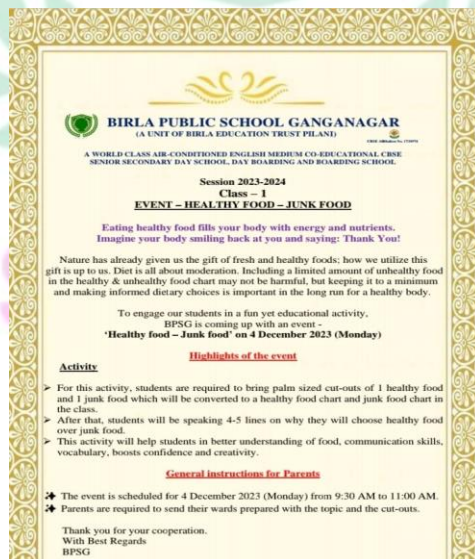 BIRLA PUBLIC SCHOOL GANGANAGAR
(A UNIT OF BIRLA EDUCATION TRUST PILANI)
A WORLD CLASS AIR-CONDITIONED ENGLISH MEDIUM CO-EDUCATIONAL CBSE
SENIOR SECONDARY DAY SCHOOL, DAY BOARDING AND BOARDING SCHOOL
Session 2023-2024
Class – 1
EVENT – HEALTHY FOOD – JUNK FOOD
Eating healthy food fills your body with energy and nutrients.
Imagine your body smiling back at you and saying: Thank You!
Nature has already given us the gift of fresh and healthy foods; how we utilize this
gift is up to us. Diet is all about moderation. Including a limited amount of unhealthy food
in the healthy & unhealthy food chart may not be harmful, but keeping it to a minimum
and making informed dietary choices is important in the long run for a healthy body.
To engage our students in a fun yet educational activity,
BPSG is coming up with an event -
‘Healthy food – Junk food’ on 4 December 2023 (Monday)
Highlights of the event
Activity
➢ For this activity, students are required to bring palm sized cut-outs of 1 healthy food
and 1 junk food which will be converted to a healthy food chart and junk food chart in
the class.
➢ After that, students will be speaking 4-5 lines on why they will choose healthy food
over junk food.
➢ This activity will help students in better understanding of food, communication skills,
vocabulary, boosts confidence and creativity.
General instructions for Parents
The event is scheduled for 4 December 2023 (Monday) from 9:30 AM to 11:00 AM.
Parents are required to send their wards prepared with the topic and the cut-outs.
Thank you for your cooperation.
With Best Regards
BPSG